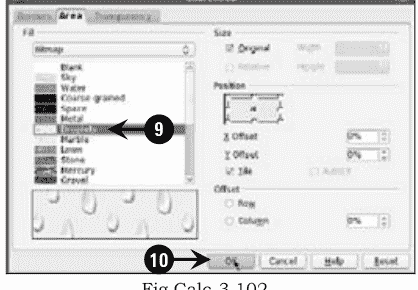 Borders Area Transparency
Fill
Bitmap
Blank
Sky
Water
Coarse grained
Space
Metal
Droplets
Marble
Linen
Stone
Mercury
Gravel
9
Size
Original Width
Relative Height
Position
X Offset 0%
Y Offset 0%
Tile AutoFit
Offset
Row
Column 0%
10
OK Cancel Help Reset
Fig Calc-3.102